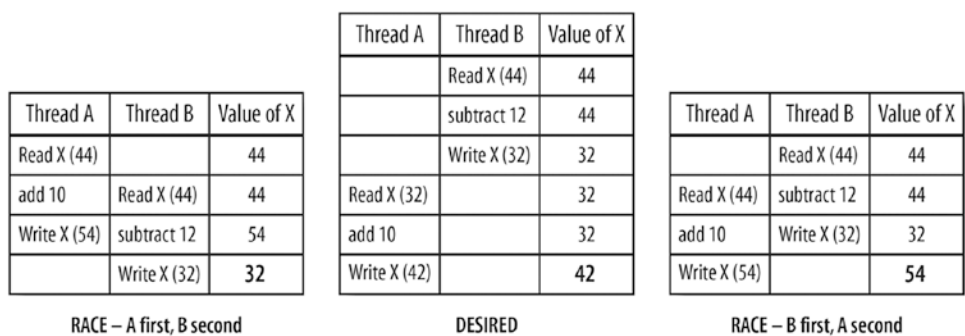 Thread A Thread B Value of X
Read X (44) 44
add 10 Read X (44) 44
Write X (54) subtract 12 54
Write X (32) 32
RACE – A first, B second
Thread A Thread B Value of X
Read X (44) 44
subtract 12 44
Write X (32) 32
Read X (32) 32
add 10 32
Write X (42) 42
DESIRED
Thread A Thread B Value of X
Read X (44) 44
Read X (44) subtract 12 44
add 10 Write X (32) 32
Write X (54) 54
RACE – B first, A second